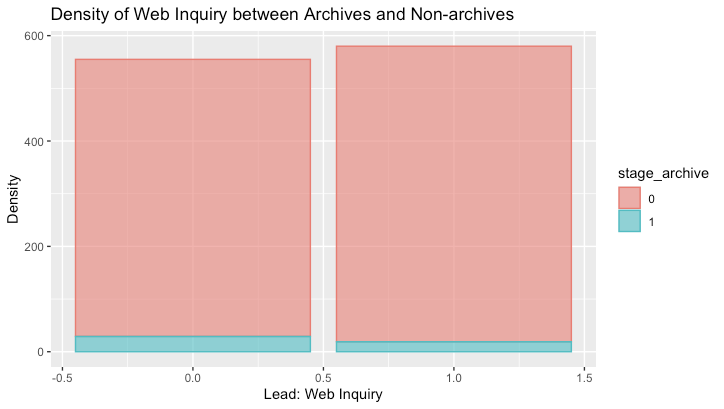 Density of Web Inquiry between Archives and Non-archives
600
400
200
0
Density
-0.5 0.0 0.5 1.0 1.5
Lead: Web Inquiry
stage_archive
0
1